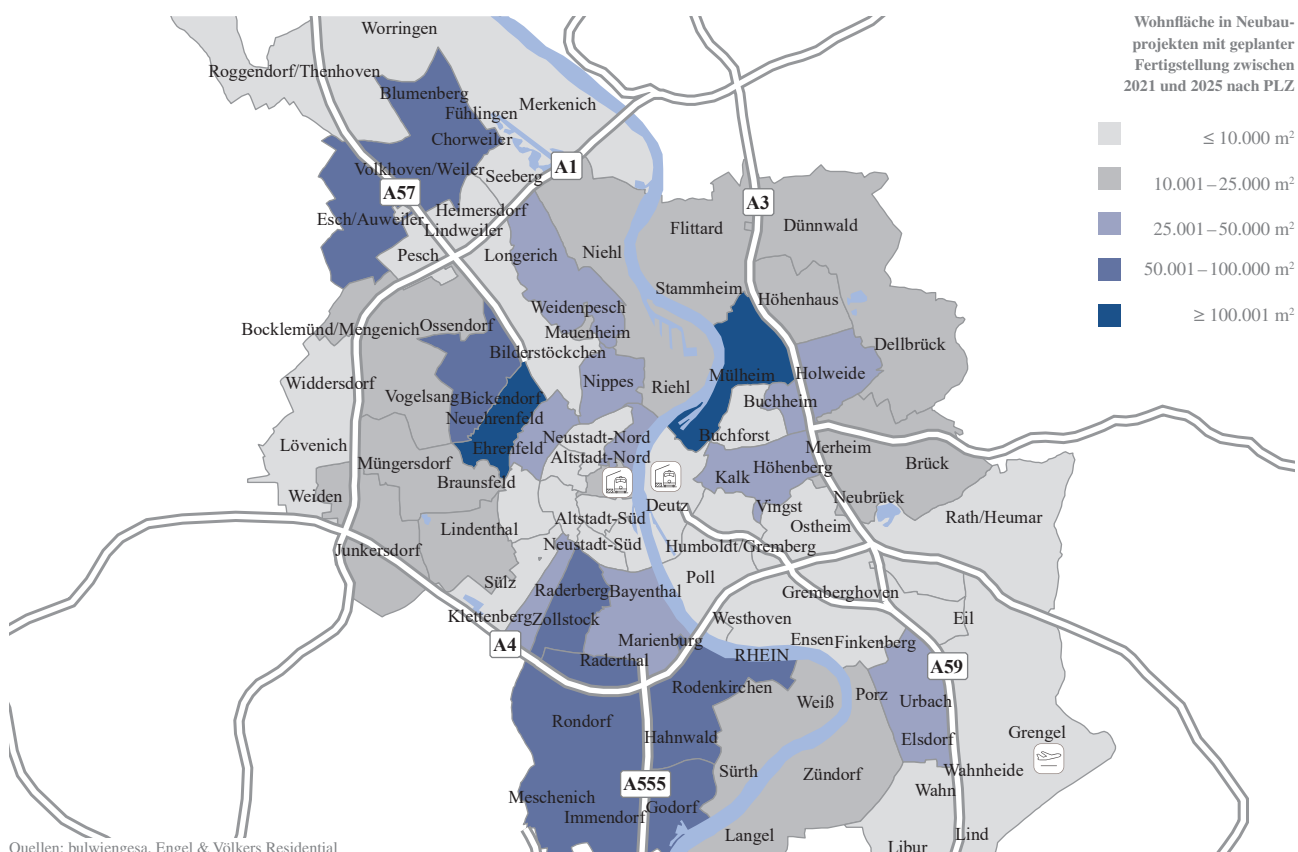 Wohnfläche in Neubau-
projekten mit geplanter
Fertigstellung zwischen
2021 und 2025 nach PLZ
≤ 10.000 m²
10.001 – 25.000 m²
25.001 – 50.000 m²
50.001 – 100.000 m²
≥ 100.001 m²
Worringen
Roggendorf/Thenhoven
Blumenberg
Merkenich
Fühlingen
Chorweiler
A1
Volkhoven/Weiler
Seeberg
A57
A3
Heimersdorf
Esch/Auweiler
Lindweiler
Flittard
Dünnwald
Pesch
Longerich
Niehl
Stammheim
Höhenhaus
Weidenpesch
Bocklemünd/Mengenich
Ossendorf
Mauenheim
Dellbrück
Bilderstöckchen
Widdersdorf
Nippes
Riehl
Mülheim
Holweide
Vogelsang
Bickendorf
Buchheim
Neuehrenfeld
Neustadt-Nord
Buchforst
Lövenich
Ehrenfeld
Altstadt-Nord
Merheim
Müngersdorf
Höhenberg
Brück
Braunsfeld
Kalk
Weiden
Neubrück
Deutz
Vingst
Altstadt-Süd
Rath/Heumar
Lindenthal
Ostheim
Junkersdorf
Neustadt-Süd
Humboldt/Gremberg
Sülz
Poll
Raderberg
Bayenthal
Gremberghoven
Klettenberg
Zollstock
Westhoven
Eil
A4
Marienburg
Ensen
Finkenberg
RHEIN
Raderthal
A59
Rodenkirchen
Weiß
Porz
Urbach
Rondorf
Hahnwald
Elsdorf
Grengel
Sürth
Zündorf
Wahnheide
A555
Wahn
Meschenich
Godorf
Immendorf
Langel
Lind
Libur
Quellen: bulwiengesa, Engel & Völkers Residential